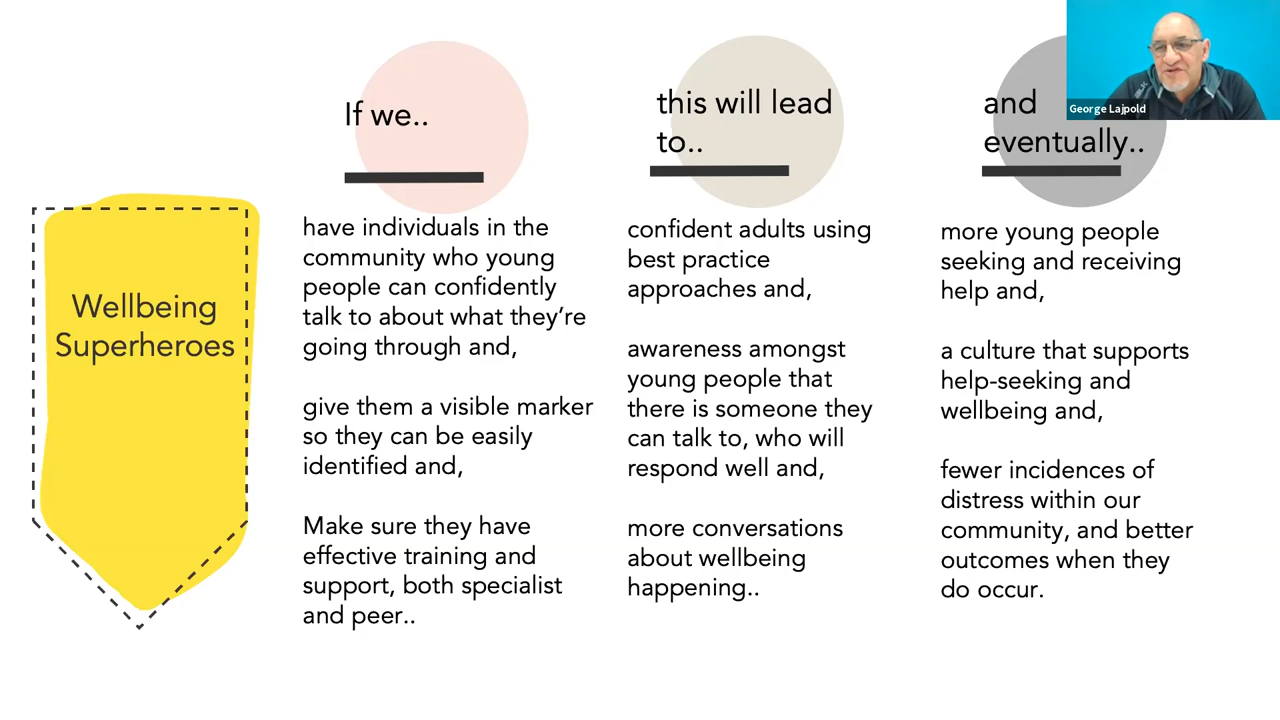 If we..
this will lead
to..
and
eventually..
George Lajpold
Wellbeing
Superheroes
have individuals in the
community who young
people can confidently
talk to about what they're
going through and,
give them a visible marker
so they can be easily
identified and,
Make sure they have
effective training and
support, both specialist
and peer..
confident adults using
best practice
approaches and,
awareness amongst
young people that
there is someone they
can talk to, who will
respond well and,
more conversations
about wellbeing
happening..
more young people
seeking and receiving
help and,
a culture that supports
help-seeking and
wellbeing and,
fewer incidences of
distress within our
community, and better
outcomes when they
do occur.